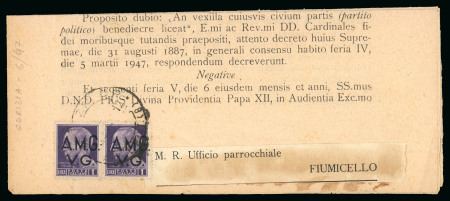 Proposito dubio: „An vexilla cuiusvis civium partis (partito
politico) benedicere liceat", E.mi ac Rev.mi DD. Cardinales fi-
dei moribusque tutandis praepositi, attento decreto huius Supre-
mae, die 31 augusti 1887, in generali consensu habito feria IV,
die 5 martii 1947, respondendum decreverunt.
Negative
Et sequenti feria V, die 6 eiusdem mensis et anni, SS.mus
D.N.D. PIUS Divina Providentia Papa XII, in Audientia Exc.mo
A.M.G. A.M.G.
V.G. V.G.
M. R. Ufficio parrocchiale
FIUMICELLO